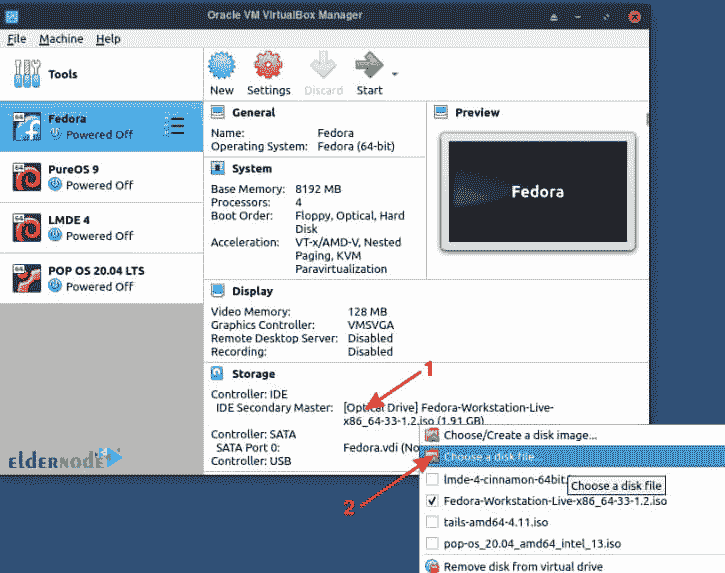 Oracle VM VirtualBox Manager
File Machine Help
Tools
New Settings Discard Start
Fedora
Powered Off
PureOS 9
Powered Off
LMDE 4
Powered Off
POP OS 20.04 LTS
Powered Off
General
Name: Fedora
Operating System: Fedora (64-bit)
System
Base Memory: 8192 MB
Processors: 4
Boot Order: Floppy, Optical, Hard
Disk
Acceleration: VT-x/AMD-V, Nested
Paging, KVM
Paravirtualization
Preview
Fedora
Display
Video Memory: 128 MB
Graphics Controller: VMSVGA
Remote Desktop Server: Disabled
Recording: Disabled
Storage
1
Controller: IDE
IDE Secondary Master: [Optical Drive] Fedora-Workstation-Live-
x86_64-33-1.2.iso (1.91 GB)
Controller: SATA
SATA Port 0: Fedora.vdi (No
Controller: USB
ELDERNODE
2
Choose/Create a disk image...
Choose a disk file...
lmde-4-cinnamon-64bit.
Choose a disk file
Fedora-Workstation-Live-x86_64-33-1.2.iso
tails-amd64-4.11.iso
pop-os_20.04_amd64_intel_13.iso
Remove disk from virtual drive